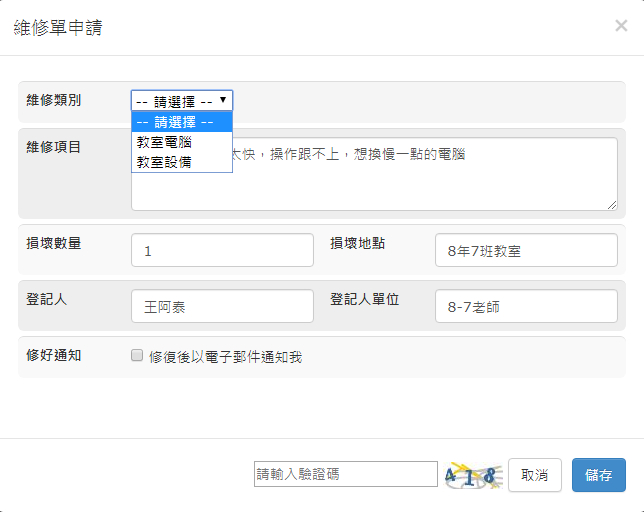 維修單申請 ×
維修類別 -- 請選擇 --
-- 請選擇 --
教室電腦
教室設備
維修項目 太快，操作跟不上，想換慢一點的電腦
損壞數量 1 損壞地點 8年7班教室
登記人 王阿泰 登記人單位 8-7老師
修好通知 修復後以電子郵件通知我
請輸入驗證碼 418 取消 儲存